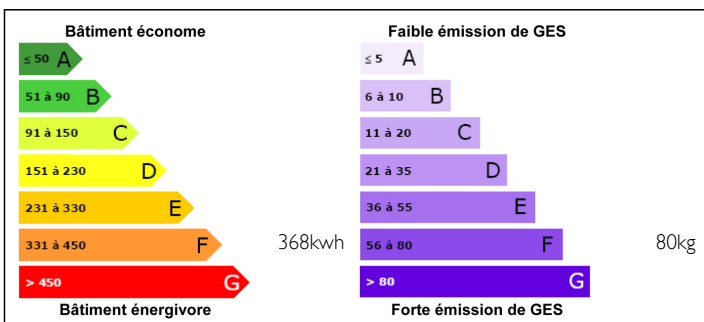 Bâtiment économe
≤ 50 A
51 à 90 B
91 à 150 C
151 à 230 D
231 à 330 E
331 à 450 F
368kwh
> 450 G
Bâtiment énergivore
Faible émission de GES
≤ 5 A
6 à 10 B
11 à 20 C
21 à 35 D
36 à 55 E
56 à 80 F
80kg
> 80 G
Forte émission de GES